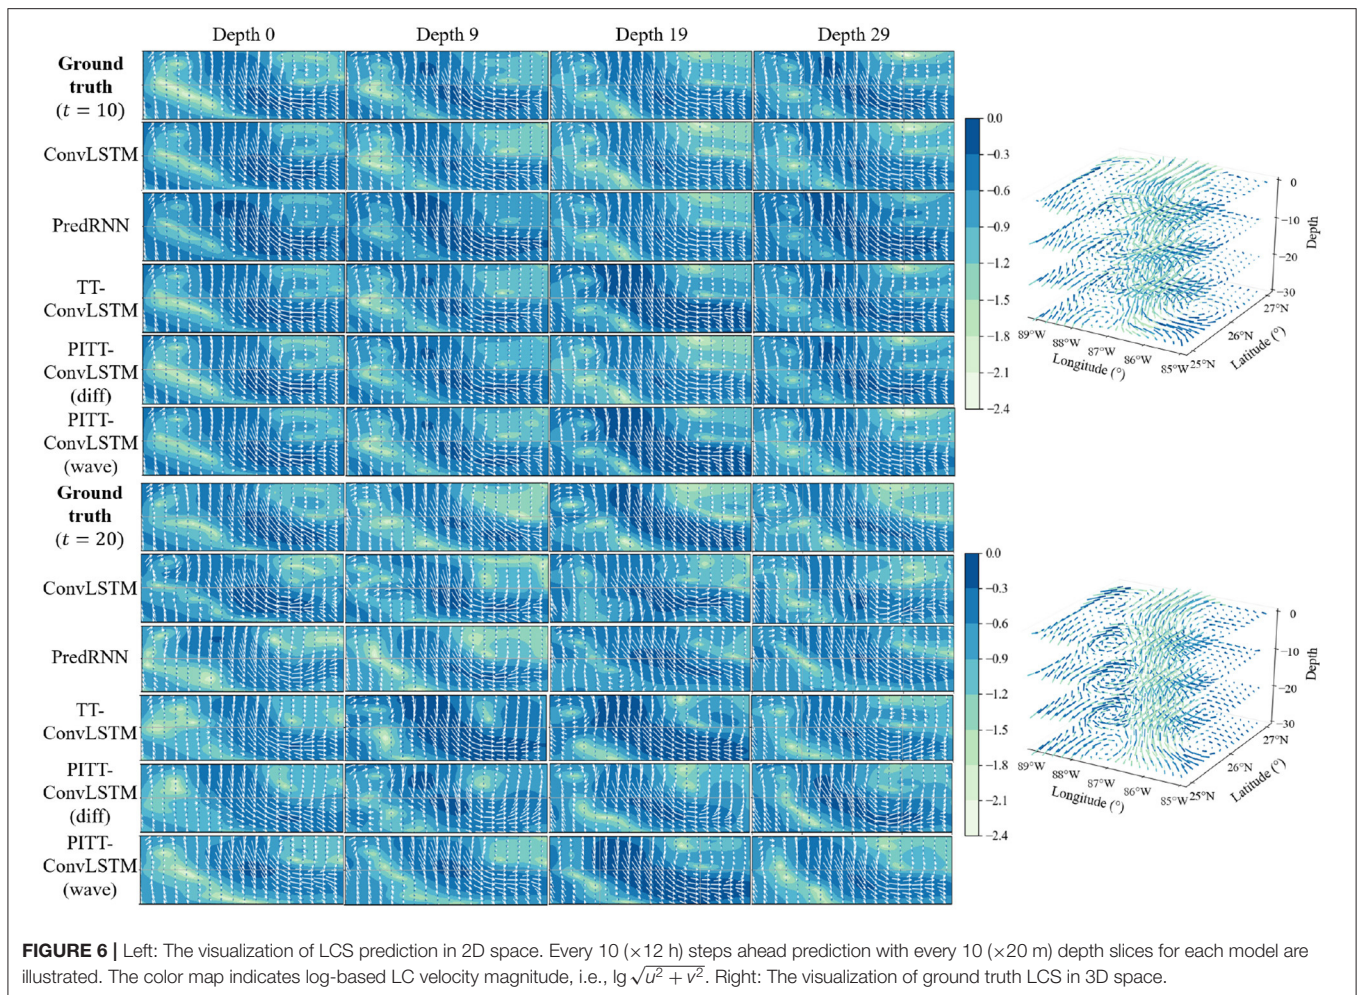 Depth 0 Depth 9 Depth 19 Depth 29
Ground
truth
(t = 10)
ConvLSTM
PredRNN
TT-
ConvLSTM
PITT-
ConvLSTM
(diff)
PITT-
ConvLSTM
(wave)
Ground
truth
(t = 20)
ConvLSTM
PredRNN
TT-
ConvLSTM
PITT-
ConvLSTM
(diff)
PITT-
ConvLSTM
(wave)
0.0
−0.3
−0.6
−0.9
−1.2
−1.5
−1.8
−2.1
−2.4
0
−10
−20
−30
Depth
89°W
88°W
87°W
86°W
85°W
Longitude (°)
25°N
26°N
27°N
Latitude (°)
0.0
−0.3
−0.6
−0.9
−1.2
−1.5
−1.8
−2.1
−2.4
0
−10
−20
−30
Depth
89°W
88°W
87°W
86°W
85°W
Longitude (°)
25°N
26°N
27°N
Latitude (°)
FIGURE 6 | Left: The visualization of LCS prediction in 2D space. Every 10 (×12 h) steps ahead prediction with every 10 (×20 m) depth slices for each model are
illustrated. The color map indicates log-based LC velocity magnitude, i.e., lg √u² + v². Right: The visualization of ground truth LCS in 3D space.